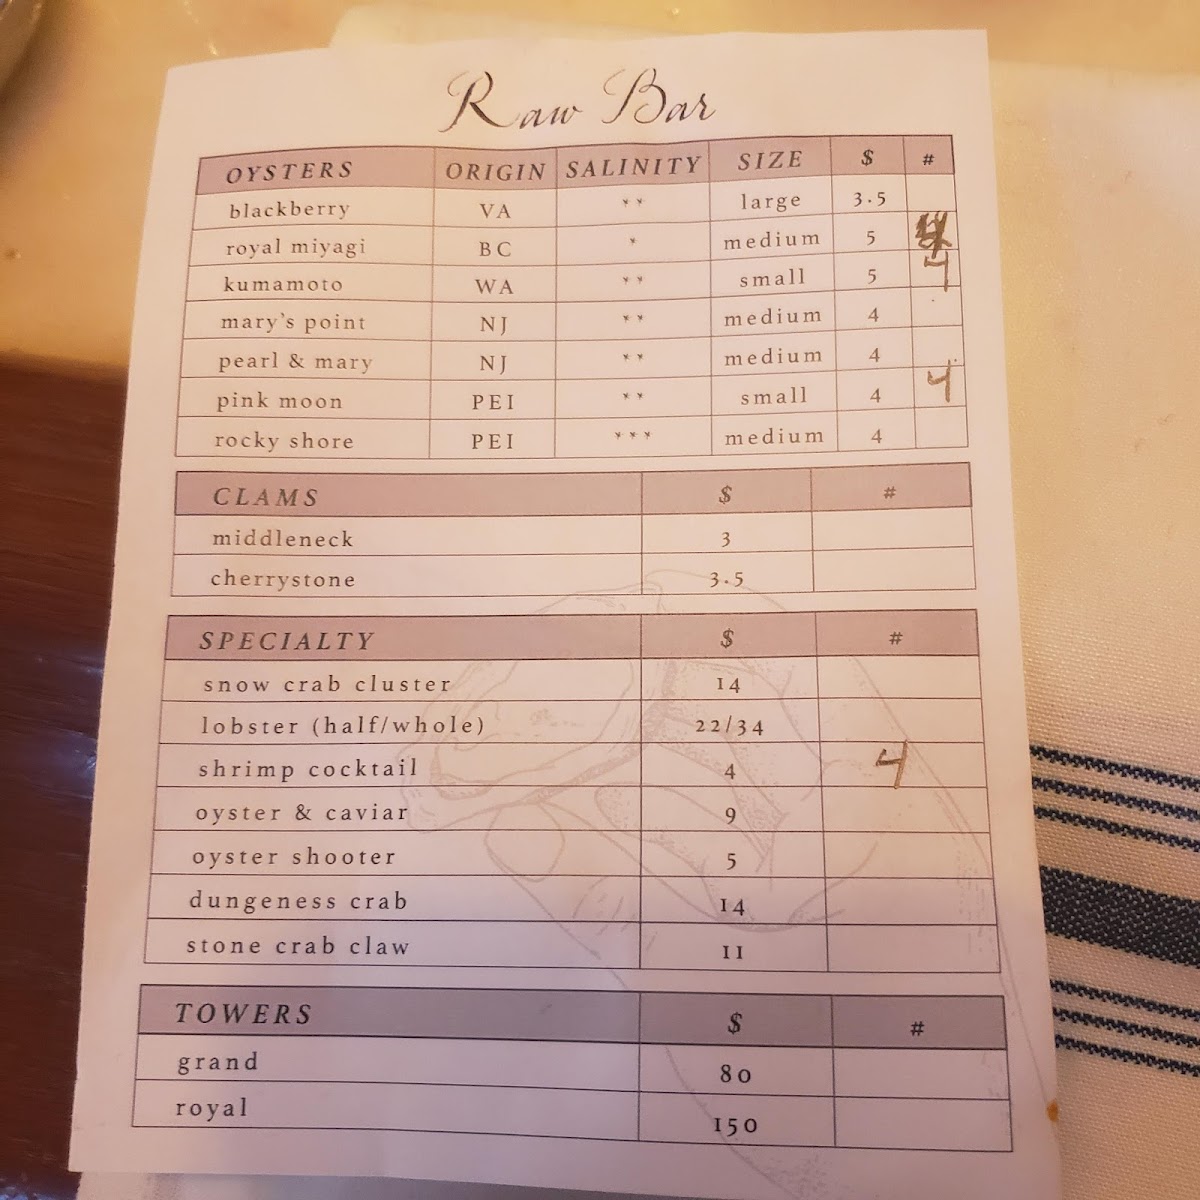 Raw Bar
OYSTERS ORIGIN SALINITY SIZE $ #
blackberry VA ** large 3.5
royal miyagi BC * medium 5
kumamoto WA ** small 5 4
mary's point NJ ** medium 4
pearl & mary NJ ** medium 4
pink moon PEI ** small 4 4
rocky shore PEI *** medium 4
CLAMS $ #
middleneck 3
cherrystone 3.5
SPECIALTY $ #
snow crab cluster 14
lobster (half/whole) 22/34
shrimp cocktail 4 4
oyster & caviar 9
oyster shooter 5
dungeness crab 14
stone crab claw 11
TOWERS $ #
grand 80
royal 150